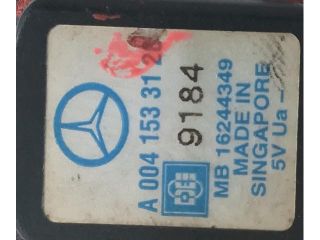 A 004 153 31 28
9184
MB 16244349
MADE IN
SINGAPORE
5V Ua –